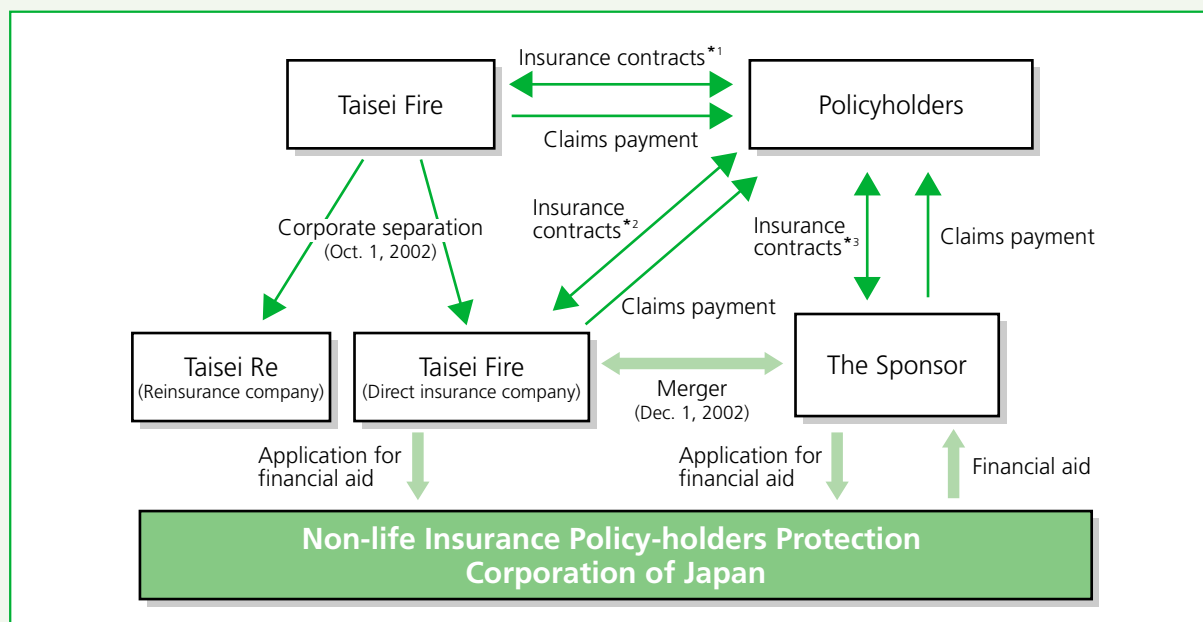 Insurance contracts*1
Taisei Fire
Policyholders
Claims payment
Corporate separation
(Oct. 1, 2002)
Insurance
contracts*2
Insurance
contracts*3
Claims payment
Claims payment
Taisei Re
(Reinsurance company)
Taisei Fire
(Direct insurance company)
The Sponsor
Merger
(Dec. 1, 2002)
Application for
financial aid
Application for
financial aid
Financial aid
Non-life Insurance Policy-holders Protection
Corporation of Japan